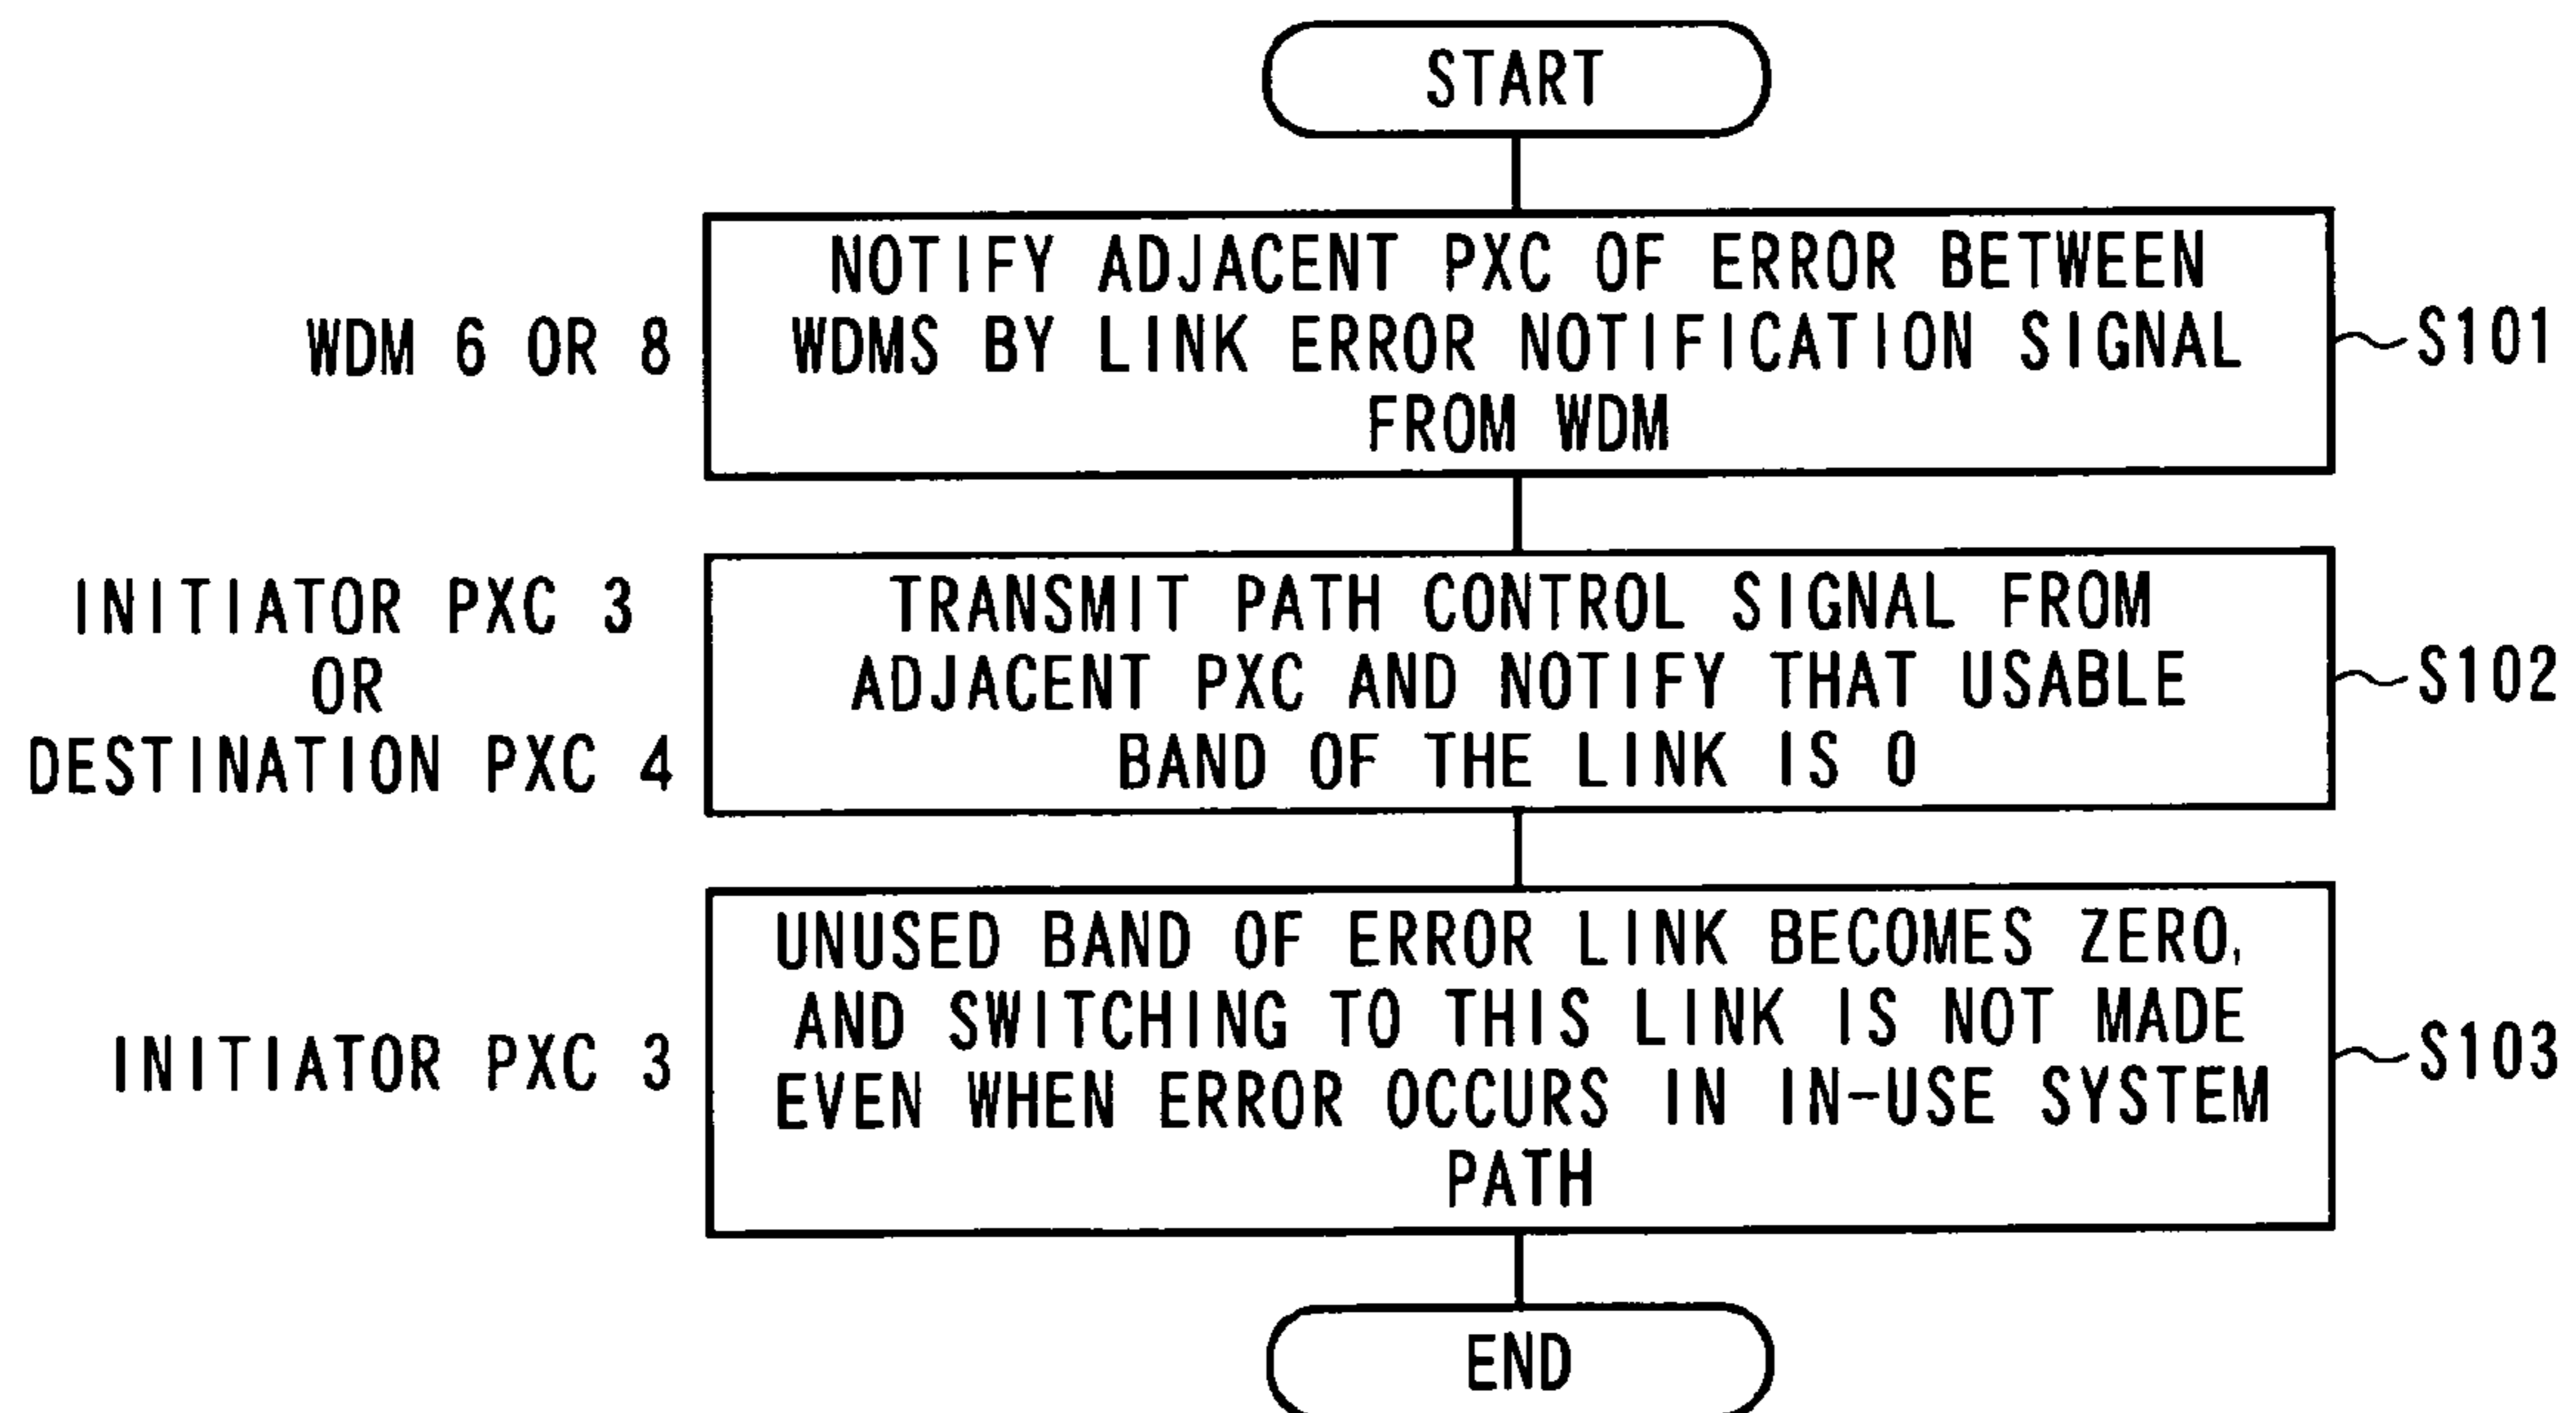 START
NOTIFY ADJACENT PXC OF ERROR BETWEEN
WDMS BY LINK ERROR NOTIFICATION SIGNAL
FROM WDM
WDM 6 OR 8
S101
TRANSMIT PATH CONTROL SIGNAL FROM
ADJACENT PXC AND NOTIFY THAT USABLE
BAND OF THE LINK IS 0
INITIATOR PXC 3
OR
DESTINATION PXC 4
S102
UNUSED BAND OF ERROR LINK BECOMES ZERO,
AND SWITCHING TO THIS LINK IS NOT MADE
EVEN WHEN ERROR OCCURS IN IN-USE SYSTEM
PATH
INITIATOR PXC 3
S103
END